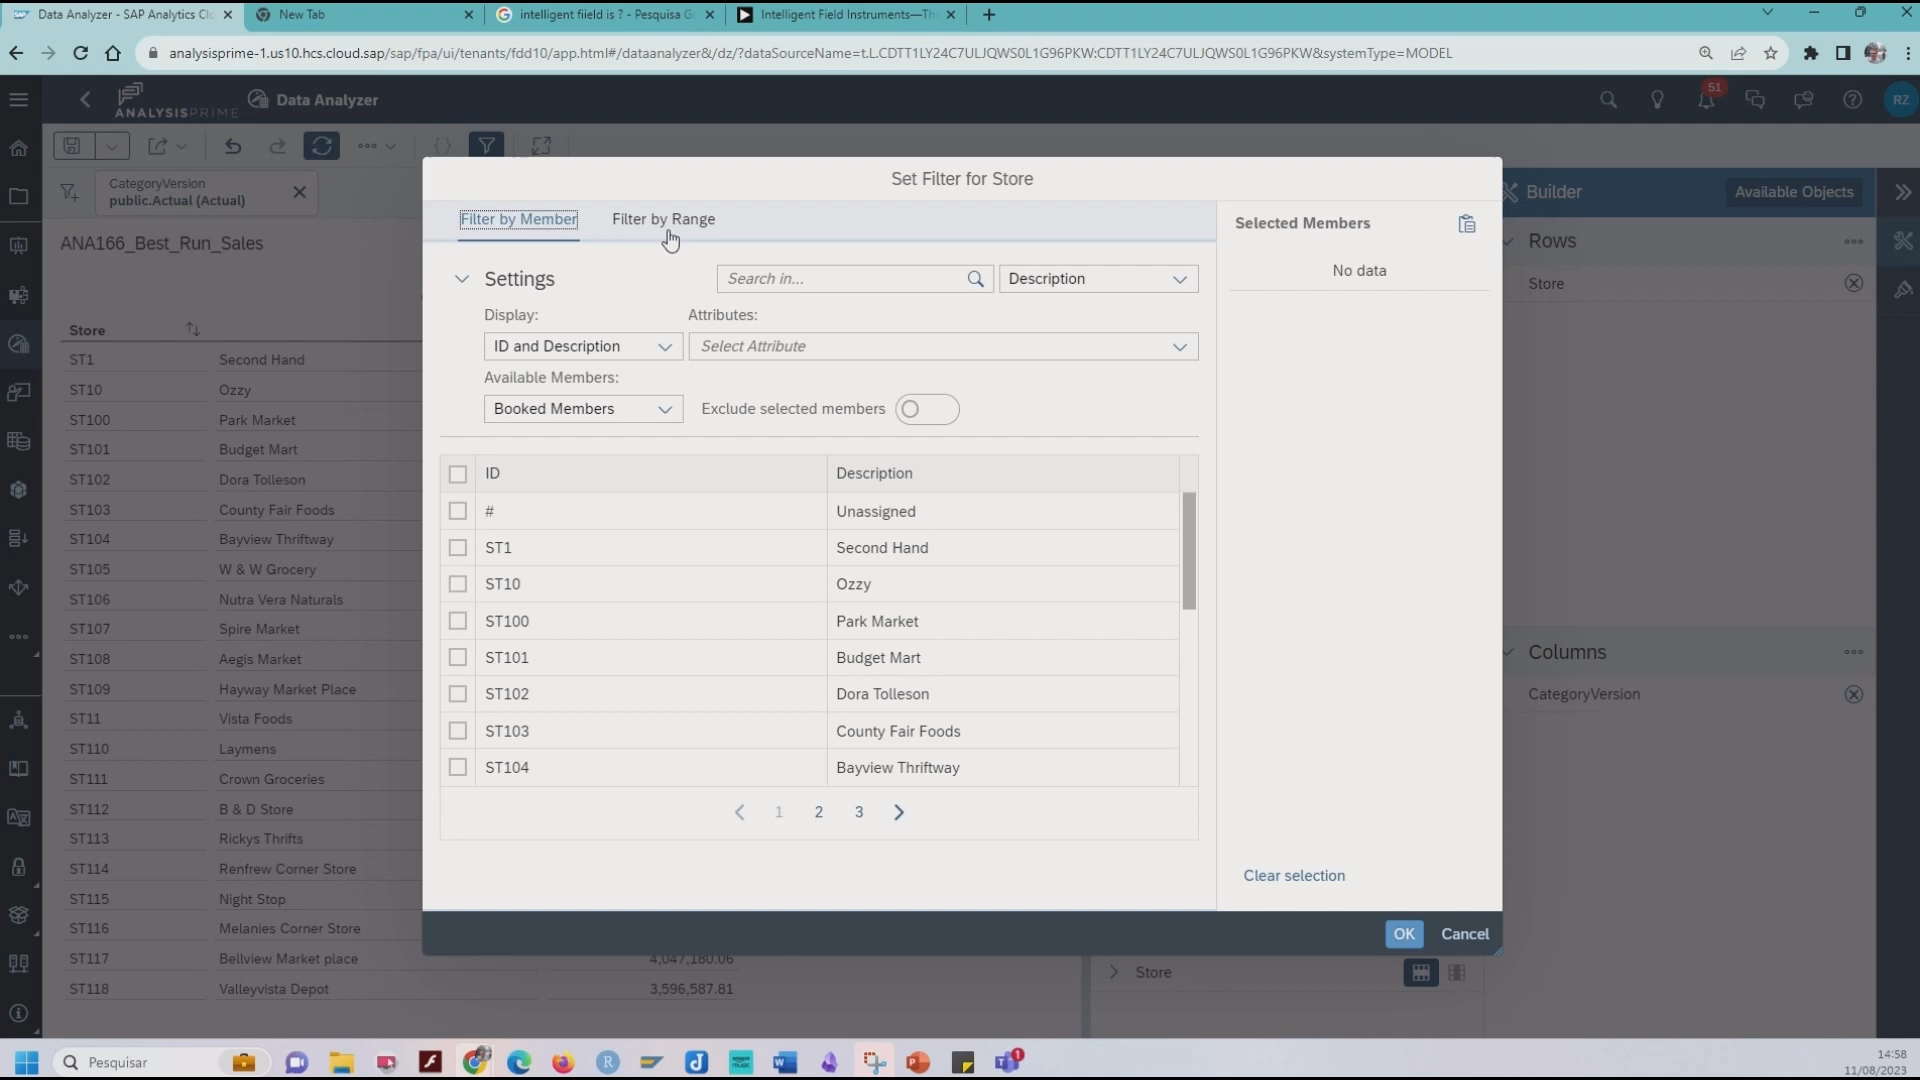 Data Analyzer - SAP Analytics Clo
New Tab
intelligent fiield is ? - Pesquisa Go
Intelligent Field Instruments—Th
analysisprime-1.us10.hcs.cloud.sap/sap/fpa/ui/tenants/fdd10/app.html#/dataanalyzer&/dz/?dataSourceName=t.L.CDTT1LY24C7ULJQWS0L1G96PKW:CDTT1LY24C7ULJQWS0L1G96PKW&systemType=MODEL
ANALYSISPRIME
Data Analyzer
51
RZ
CategoryVersion
public.Actual (Actual)
ANA166_Best_Run_Sales
Store
ST1 Second Hand
ST10 Ozzy
ST100 Park Market
ST101 Budget Mart
ST102 Dora Tolleson
ST103 County Fair Foods
ST104 Bayview Thriftway
ST105 W & W Grocery
ST106 Nutra Vera Naturals
ST107 Spire Market
ST108 Aegis Market
ST109 Hayway Market Place
ST11 Vista Foods
ST110 Laymens
ST111 Crown Groceries
ST112 B & D Store
ST113 Rickys Thrifts
ST114 Renfrew Corner Store
ST115 Night Stop
ST116 Melanies Corner Store
ST117 Bellview Market place 4,047,180.06
ST118 Valleyvista Depot 3,596,587.81
Set Filter for Store
Filter by Member
Filter by Range
Settings
Search in...
Description
Display:
Attributes:
ID and Description
Select Attribute
Available Members:
Booked Members
Exclude selected members
ID Description
# Unassigned
ST1 Second Hand
ST10 Ozzy
ST100 Park Market
ST101 Budget Mart
ST102 Dora Tolleson
ST103 County Fair Foods
ST104 Bayview Thriftway
1 2 3
Selected Members
No data
Clear selection
OK
Cancel
Builder
Available Objects
Rows
Store
Columns
CategoryVersion
Store
Pesquisar
1
14:58
11/08/2023